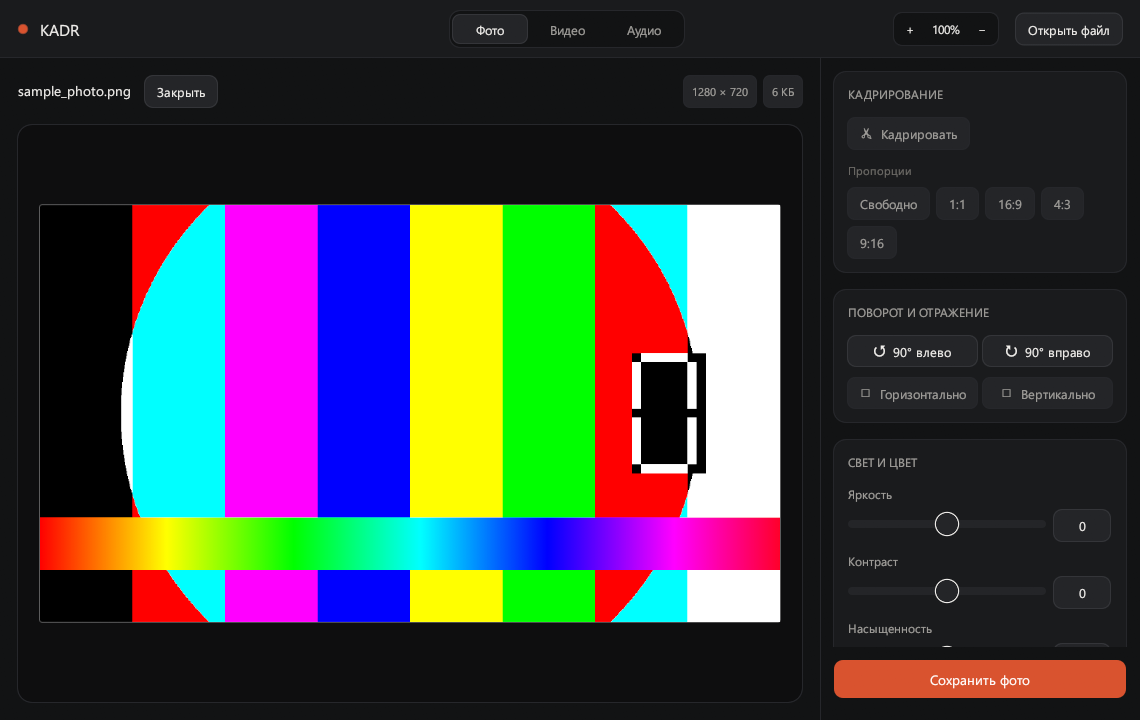 KADR
Фото
Видео
Аудио
+ 100% −
Открыть файл
sample_photo.png
Закрыть
1280 × 720
6 КБ
КАДРИРОВАНИЕ
Кадрировать
Пропорции
Свободно
1:1
16:9
4:3
9:16
ПОВОРОТ И ОТРАЖЕНИЕ
90° влево
90° вправо
Горизонтально
Вертикально
СВЕТ И ЦВЕТ
Яркость
0
Контраст
0
Насыщенность
Сохранить фото